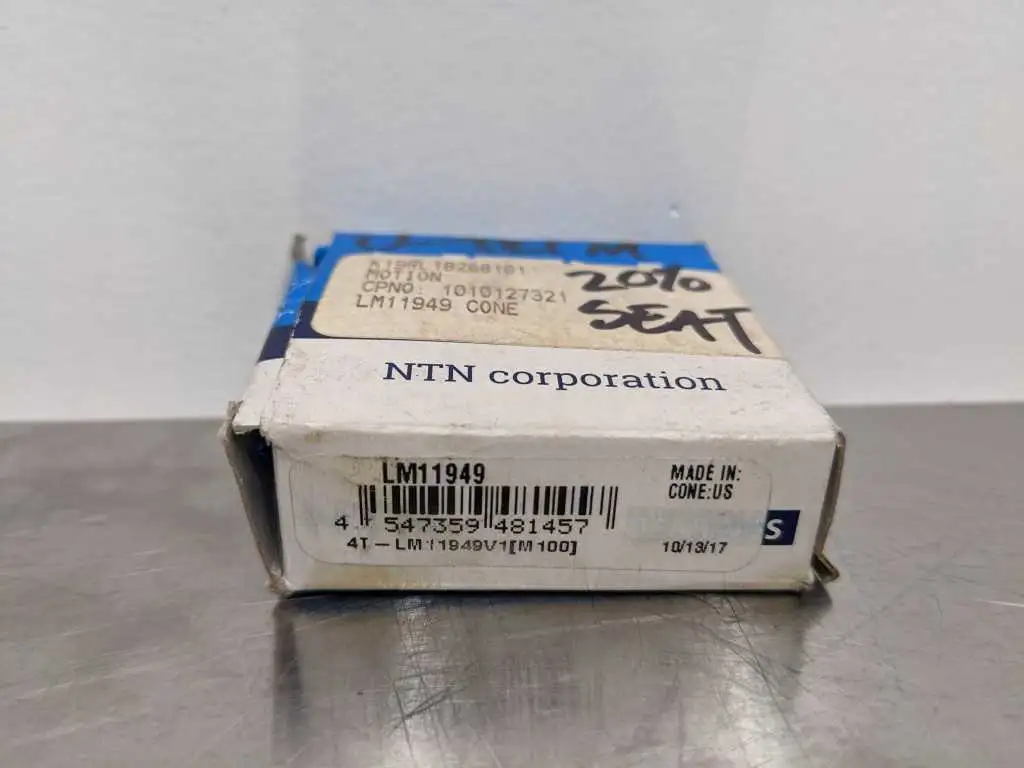 MOTION
CPNO: 1010127321
LM11949 CONE
20%
SEAT
NTN corporation
LM11949
MADE IN:
CONE:US
4 547359 481457
4T-LM11949V1[M100]
10/13/17
S